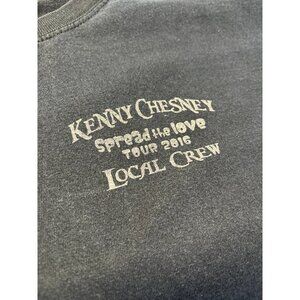 KENNY CHESNEY
spread the love
TOUR 2016
LOCAL CREW